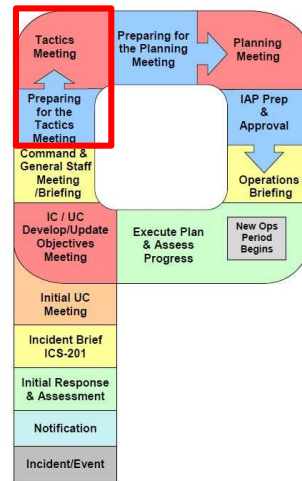 Tactics
Meeting
Preparing for
the Planning
Meeting
Planning
Meeting
Preparing
for the
Tactics
Meeting
IAP Prep
&
Approval
Command &
General Staff
Meeting
/Briefing
Operations
Briefing
IC / UC
Develop/Update
Objectives
Meeting
Execute Plan
& Assess
Progress
New Ops
Period
Begins
Initial UC
Meeting
Incident Brief
ICS-201
Initial Response
& Assessment
Notification
Incident/Event